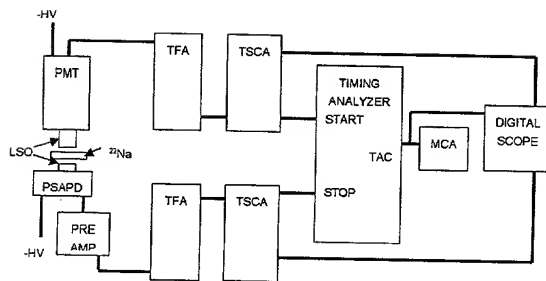 -HV
PMT
TFA
TSCA
TIMING
ANALYZER
START
TAC
STOP
MCA
DIGITAL
SCOPE
LSO
22Na
PSAPD
PRE
AMP
-HV
TFA
TSCA